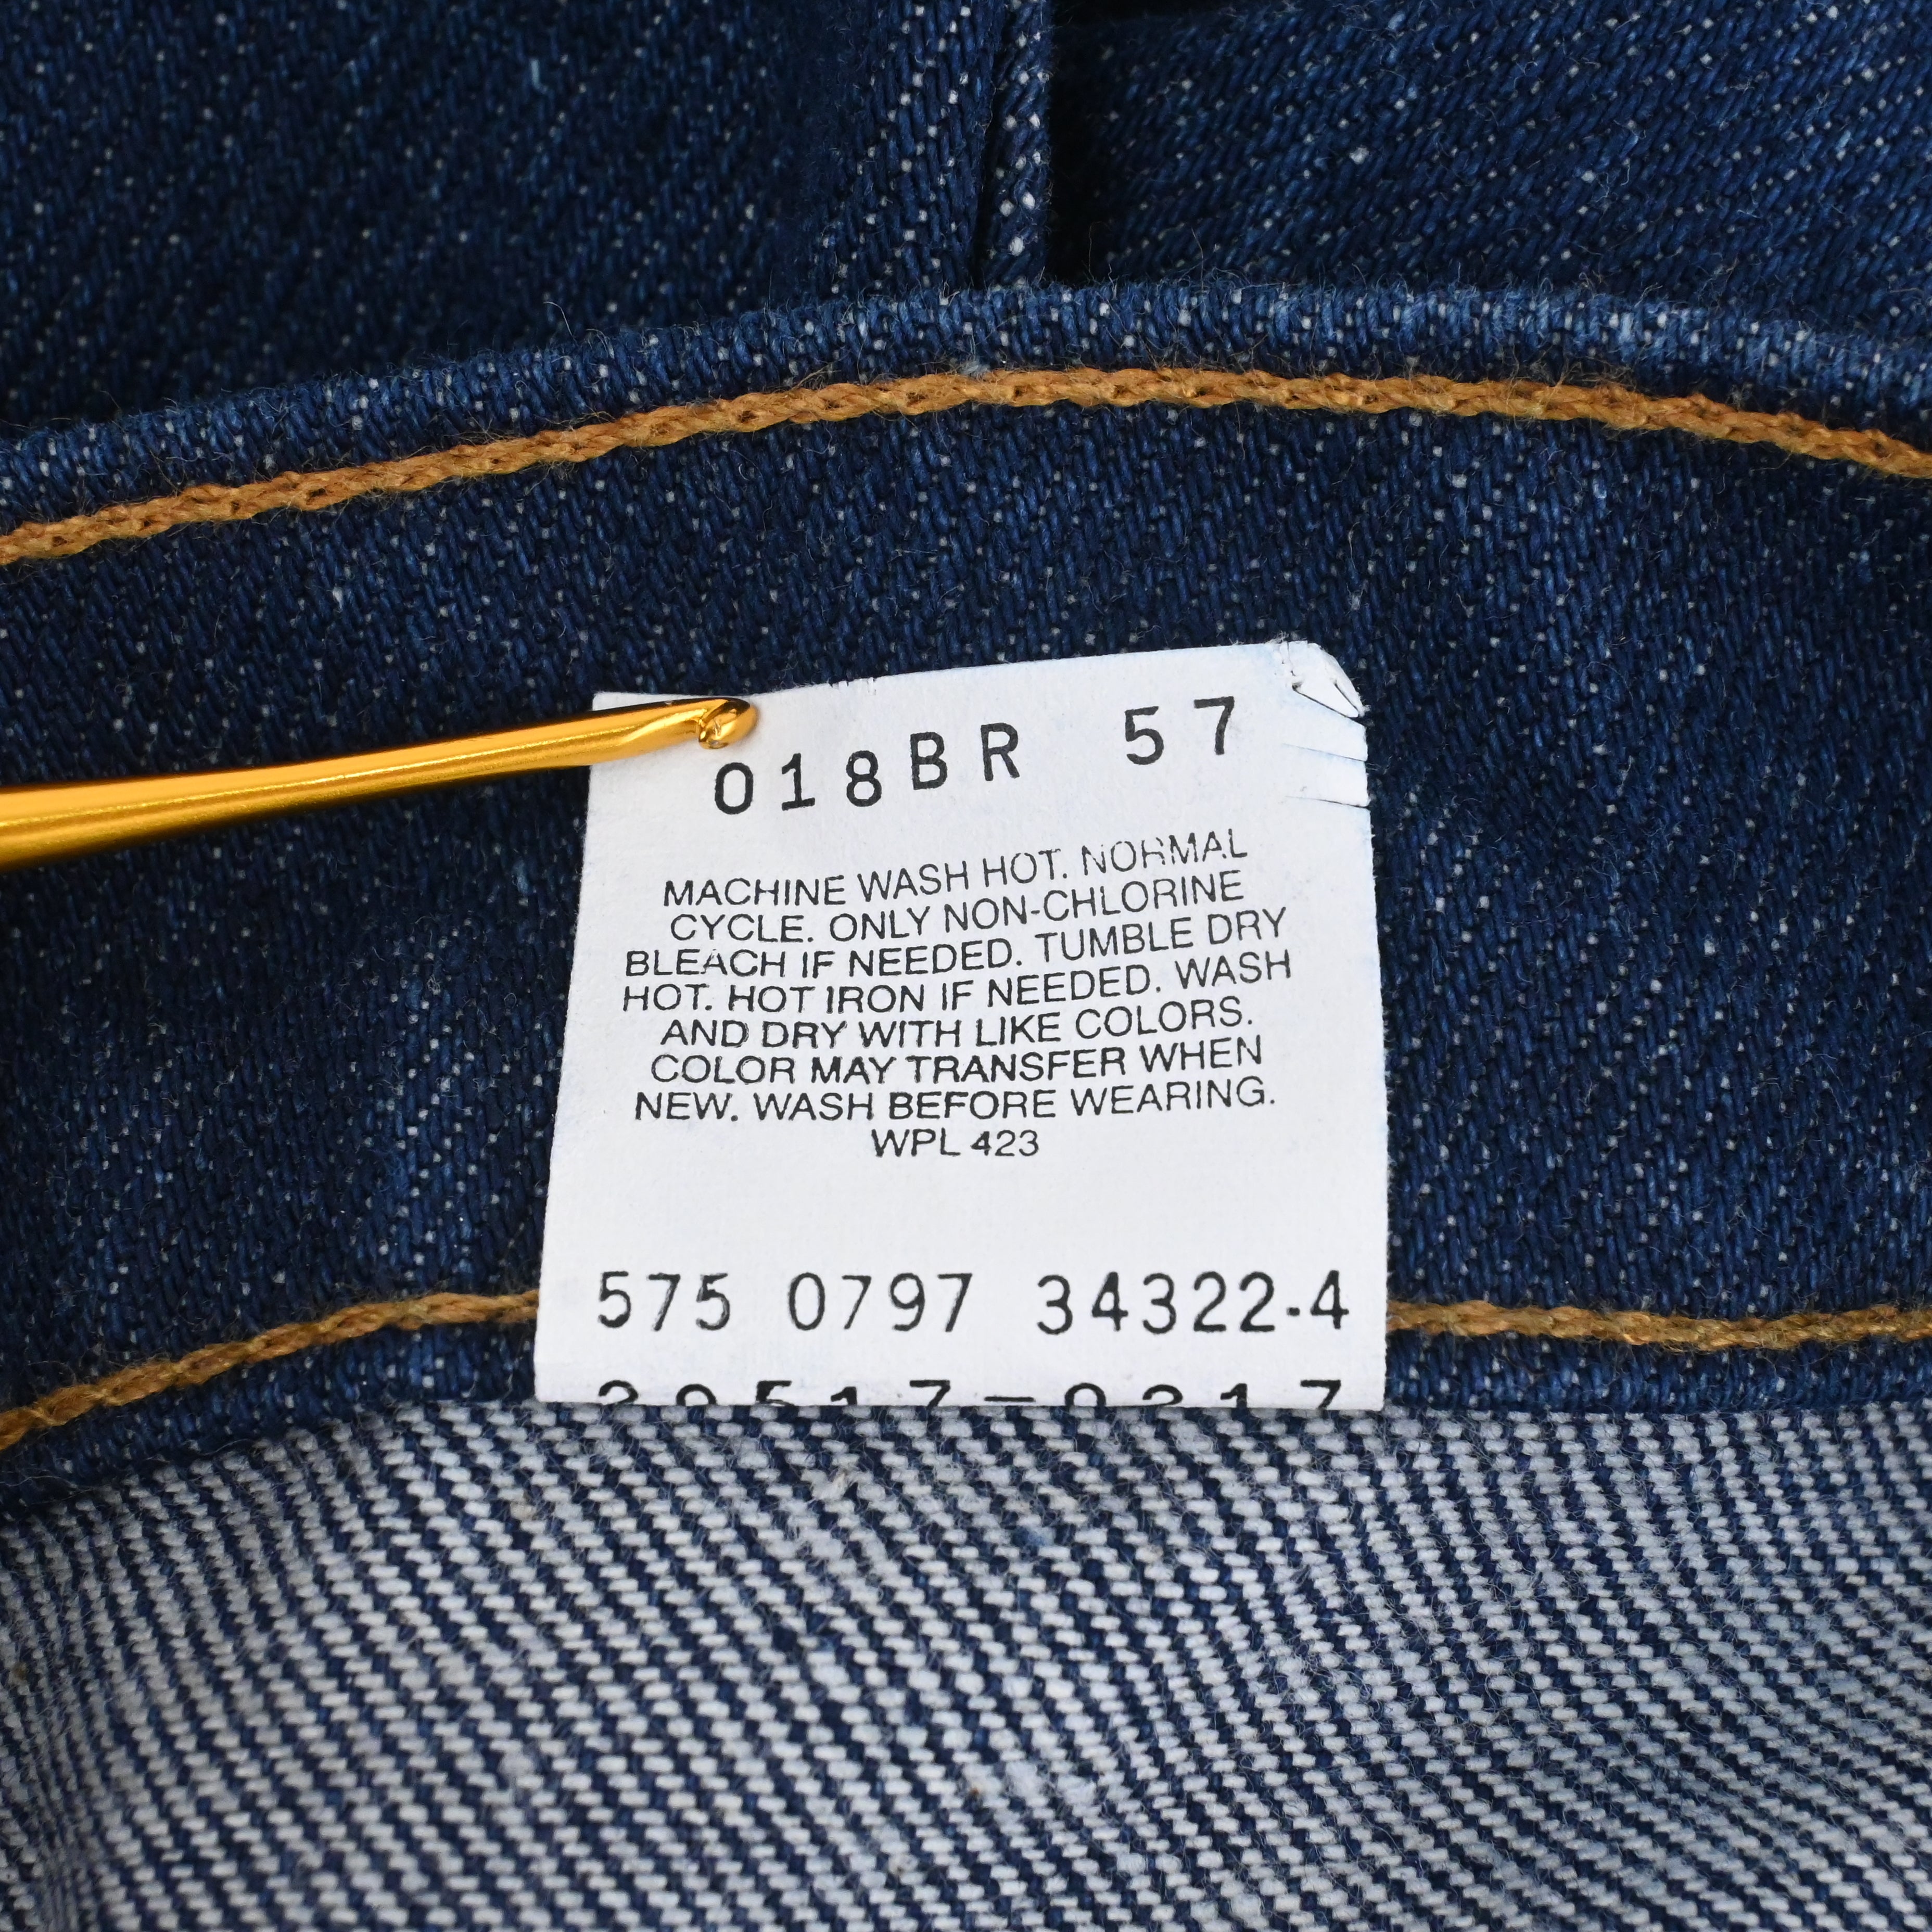 018BR 57
MACHINE WASH HOT. NORMAL
CYCLE. ONLY NON-CHLORINE
BLEACH IF NEEDED. TUMBLE DRY
HOT. HOT IRON IF NEEDED. WASH
AND DRY WITH LIKE COLORS.
COLOR MAY TRANSFER WHEN
NEW. WASH BEFORE WEARING.
WPL 423
575 0797 34322-4